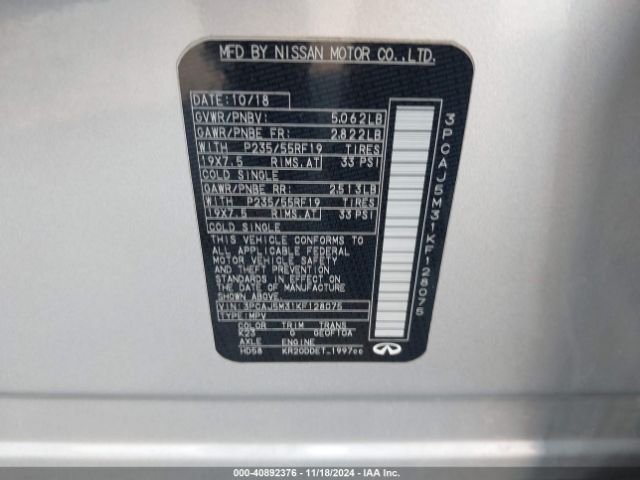 MFD BY NISSAN MOTOR CO.,LTD.
DATE: 10/18
GVWR/PNBV: 5,062LB
GAWR/PNBE FR: 2,822LB
WITH P235/55RF19 TIRES
19X7.5 RIMS,AT 33 PSI
COLD SINGLE
GAWR/PNBE RR: 2,513LB
WITH P235/55RF19 TIRES
19X7.5 RIMS,AT 33 PSI
COLD SINGLE
THIS VEHICLE CONFORMS TO
ALL APPLICABLE FEDERAL
MOTOR VEHICLE SAFETY
AND THEFT PREVENTION
STANDARDS IN EFFECT ON
THE DATE OF MANUFACTURE
SHOWN ABOVE.
VIN: 3PCAJ5M31KF128075
TYPE: MPV
COLOR TRIM TRANS
K23 G GE0F10A
AXLE ENGINE
HD58 KR20DDET 1997cc
3PCAJ5M31KF128075
000-40892376 - 11/18/2024 - IAA Inc.